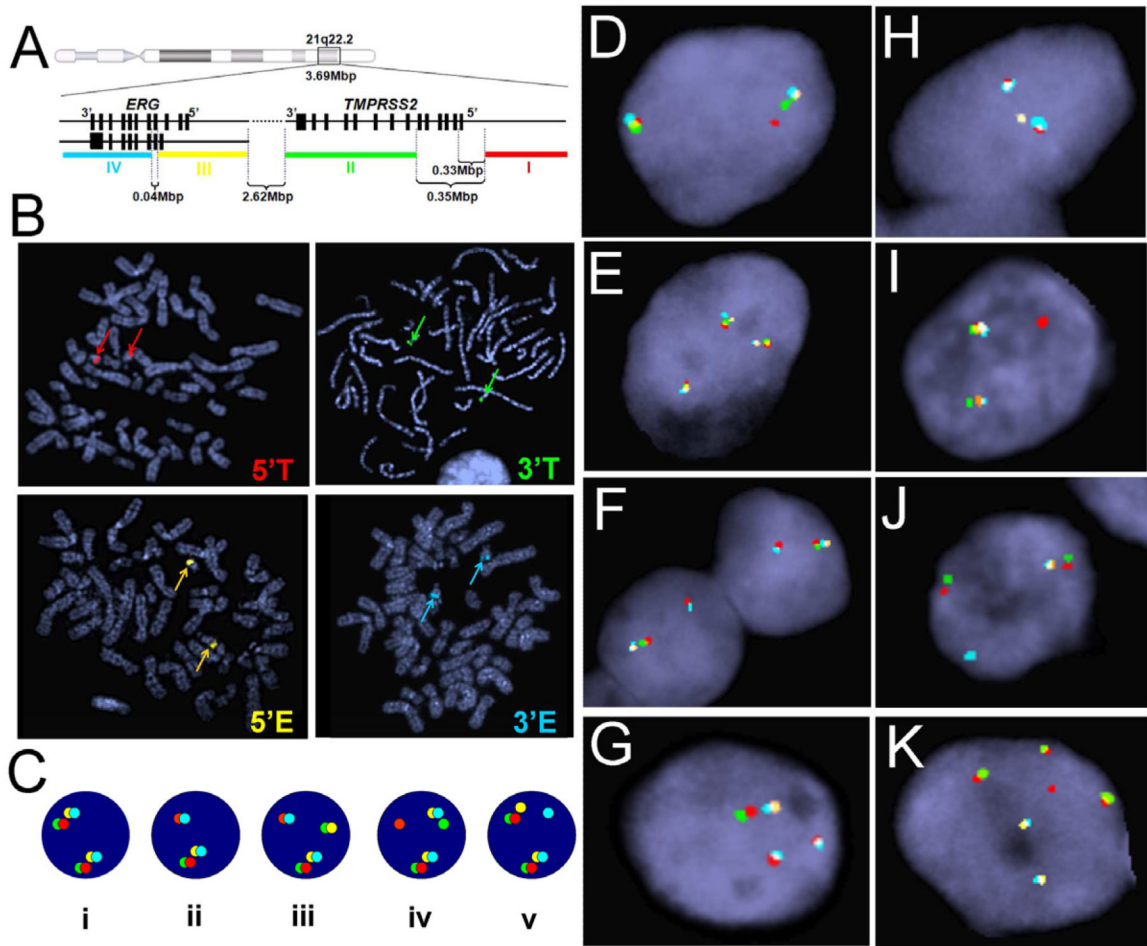 A
21q22.2
3.69Mbp
3' ERG 5' 3' TMPRSS2 5'
IV III II I
0.33Mbp
0.04Mbp 2.62Mbp 0.35Mbp
B
5'T 3'T
5'E 3'E
C
i ii iii iv v
D H
E I
F J
G K